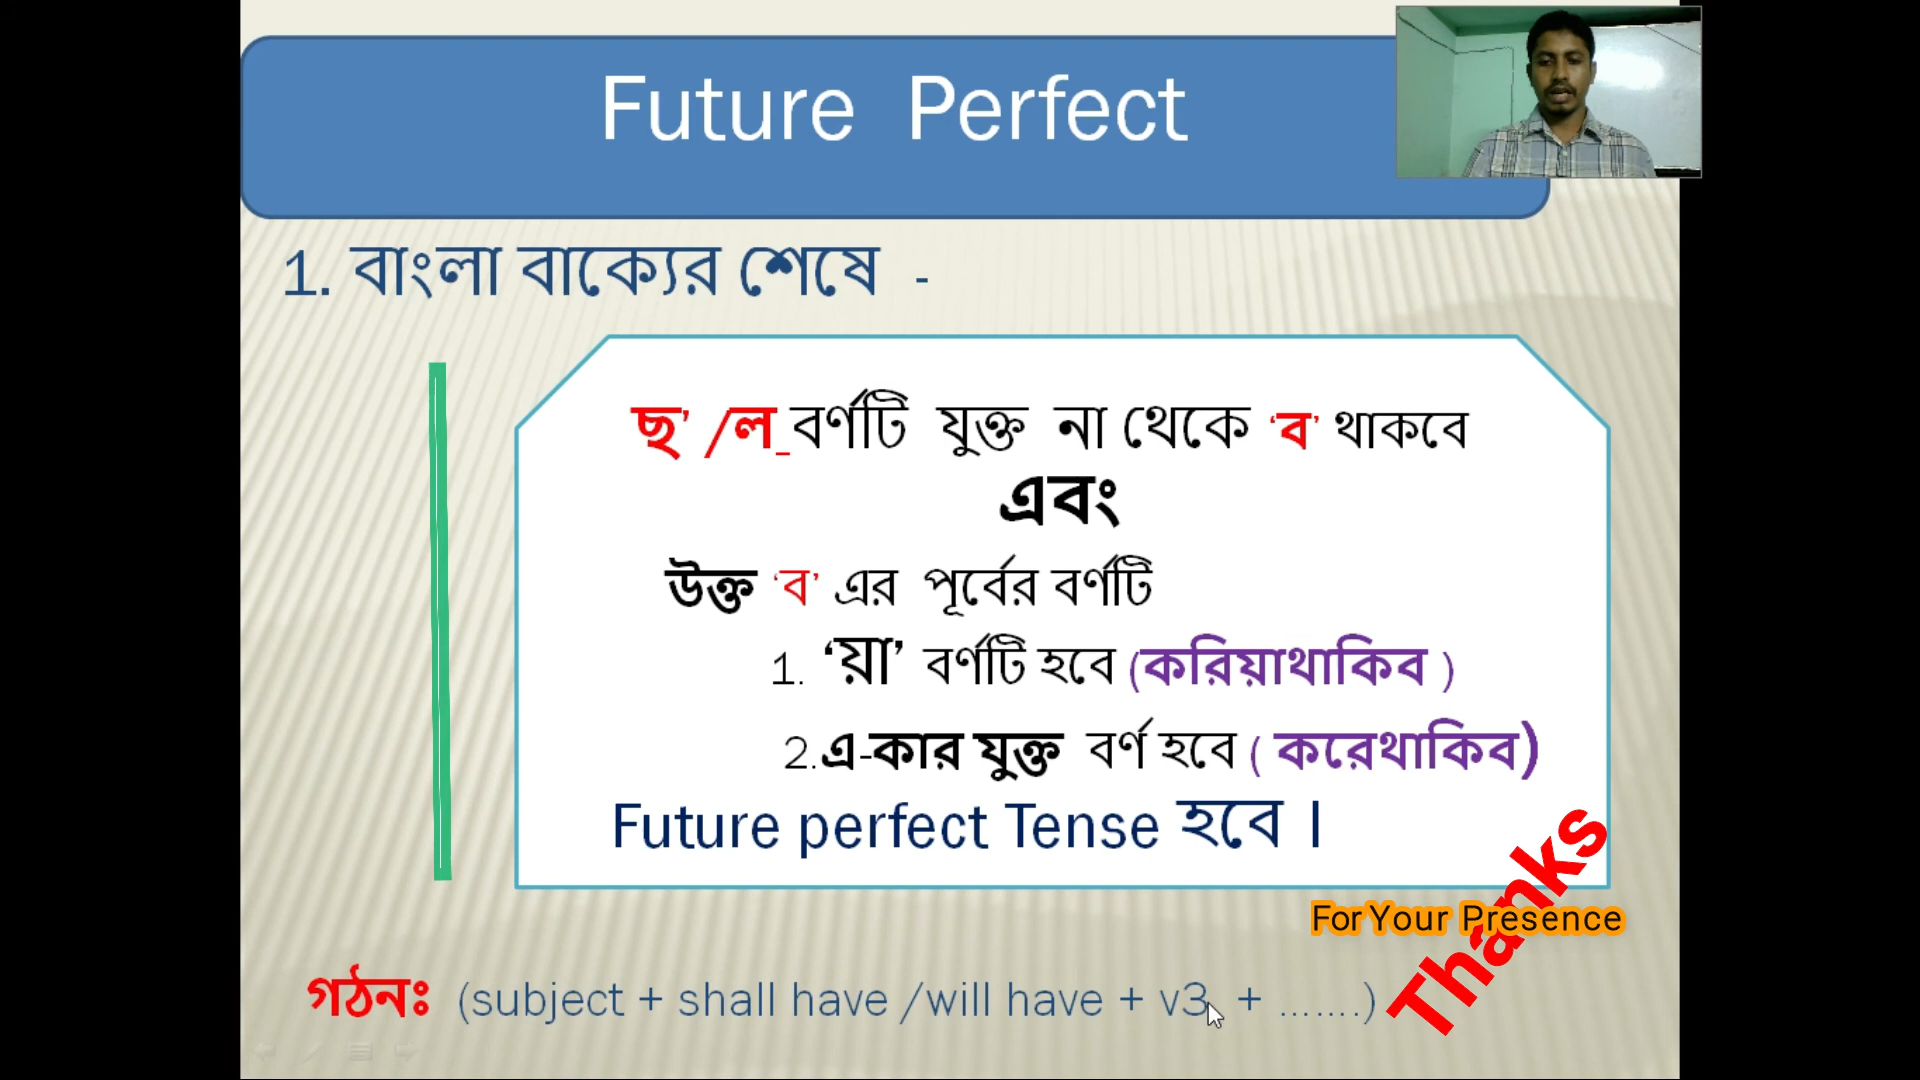 Future Perfect
1. বাংলা বাক্যের শেষে -
ছ’ /ল_বর্ণটি যুক্ত না থেকে ‘ব’ থাকবে
এবং
উক্ত ‘ব’ এর পূর্বের বর্ণটি
1. ‘য়া’ বর্ণটি হবে (করিয়াথাকিব )
2.এ-কার যুক্ত বর্ণ হবে ( করেথাকিব)
Future perfect Tense হবে ।
Thanks
For Your Presence
গঠনঃ (subject + shall have /will have + v3 + .......)